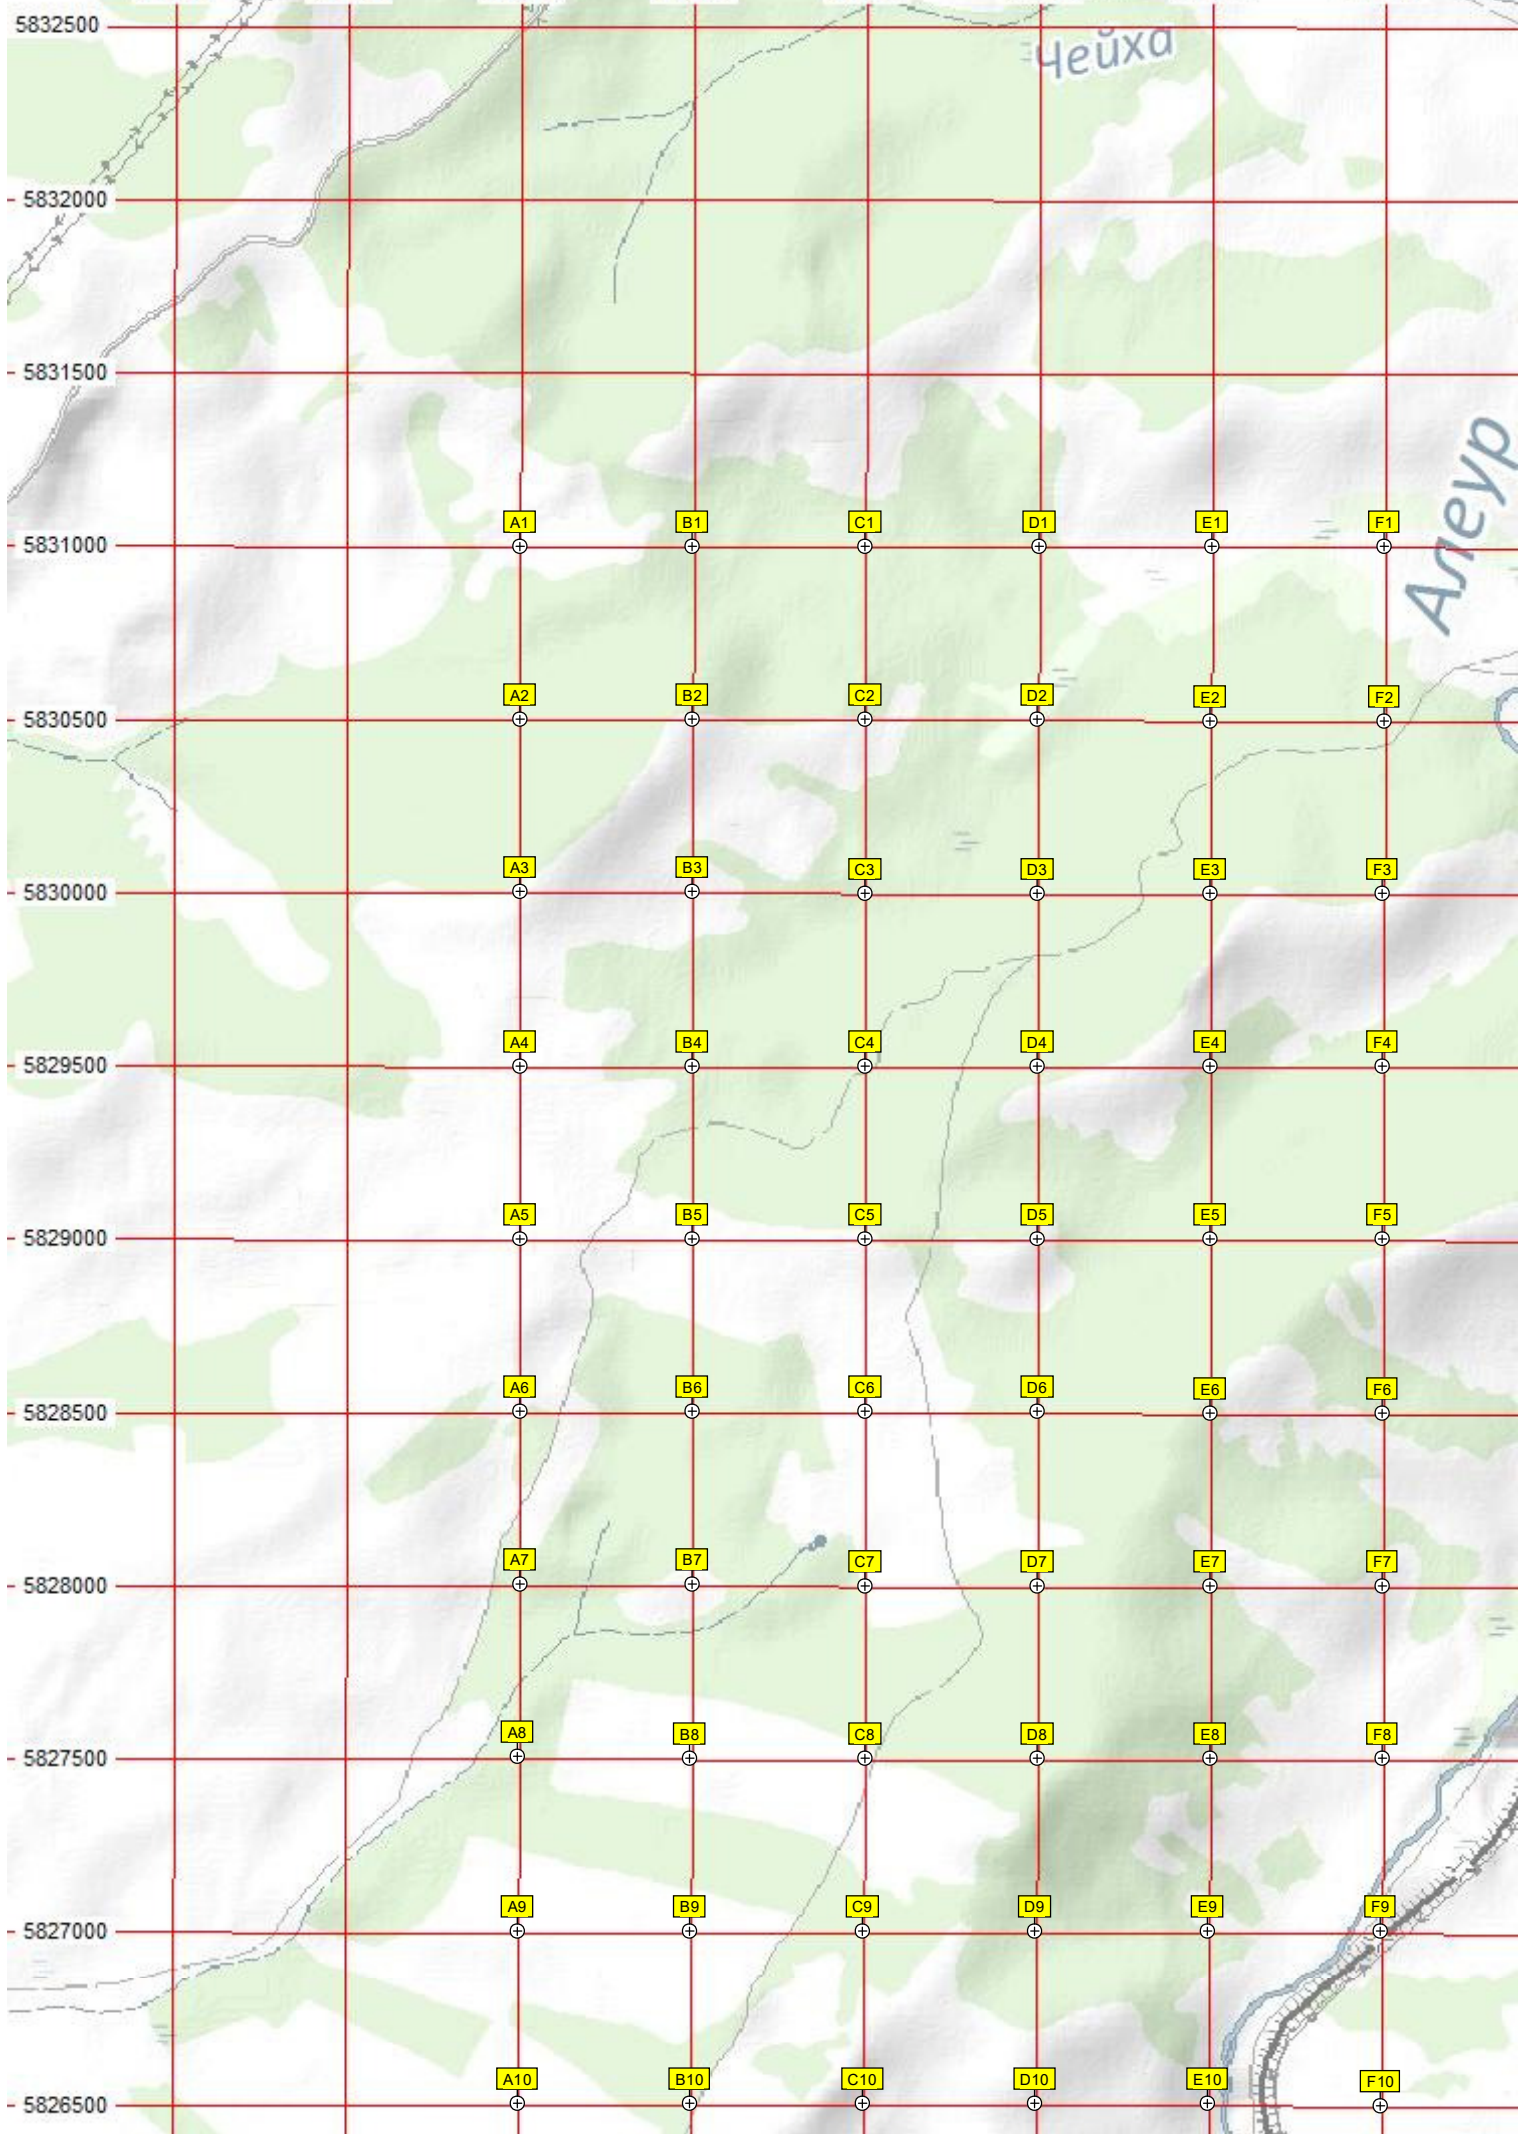 5832500
Чейха
5832000
5831500
Алеур
A1 B1 C1 D1 E1 F1
5831000
A2 B2 C2 D2 E2 F2
5830500
A3 B3 C3 D3 E3 F3
5830000
A4 B4 C4 D4 E4 F4
5829500
A5 B5 C5 D5 E5 F5
5829000
A6 B6 C6 D6 E6 F6
5828500
A7 B7 C7 D7 E7 F7
5828000
A8 B8 C8 D8 E8 F8
5827500
A9 B9 C9 D9 E9 F9
5827000
A10 B10 C10 D10 E10 F10
5826500